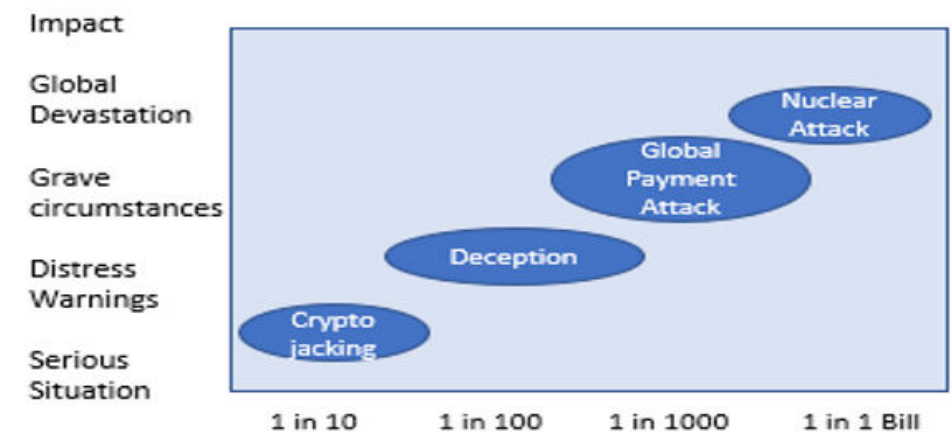 Impact
Global
Devastation
Grave
circumstances
Distress
Warnings
Serious
Situation
Nuclear
Attack
Global
Payment
Attack
Deception
Crypto
jacking
1 in 10
1 in 100
1 in 1000
1 in 1 Bill